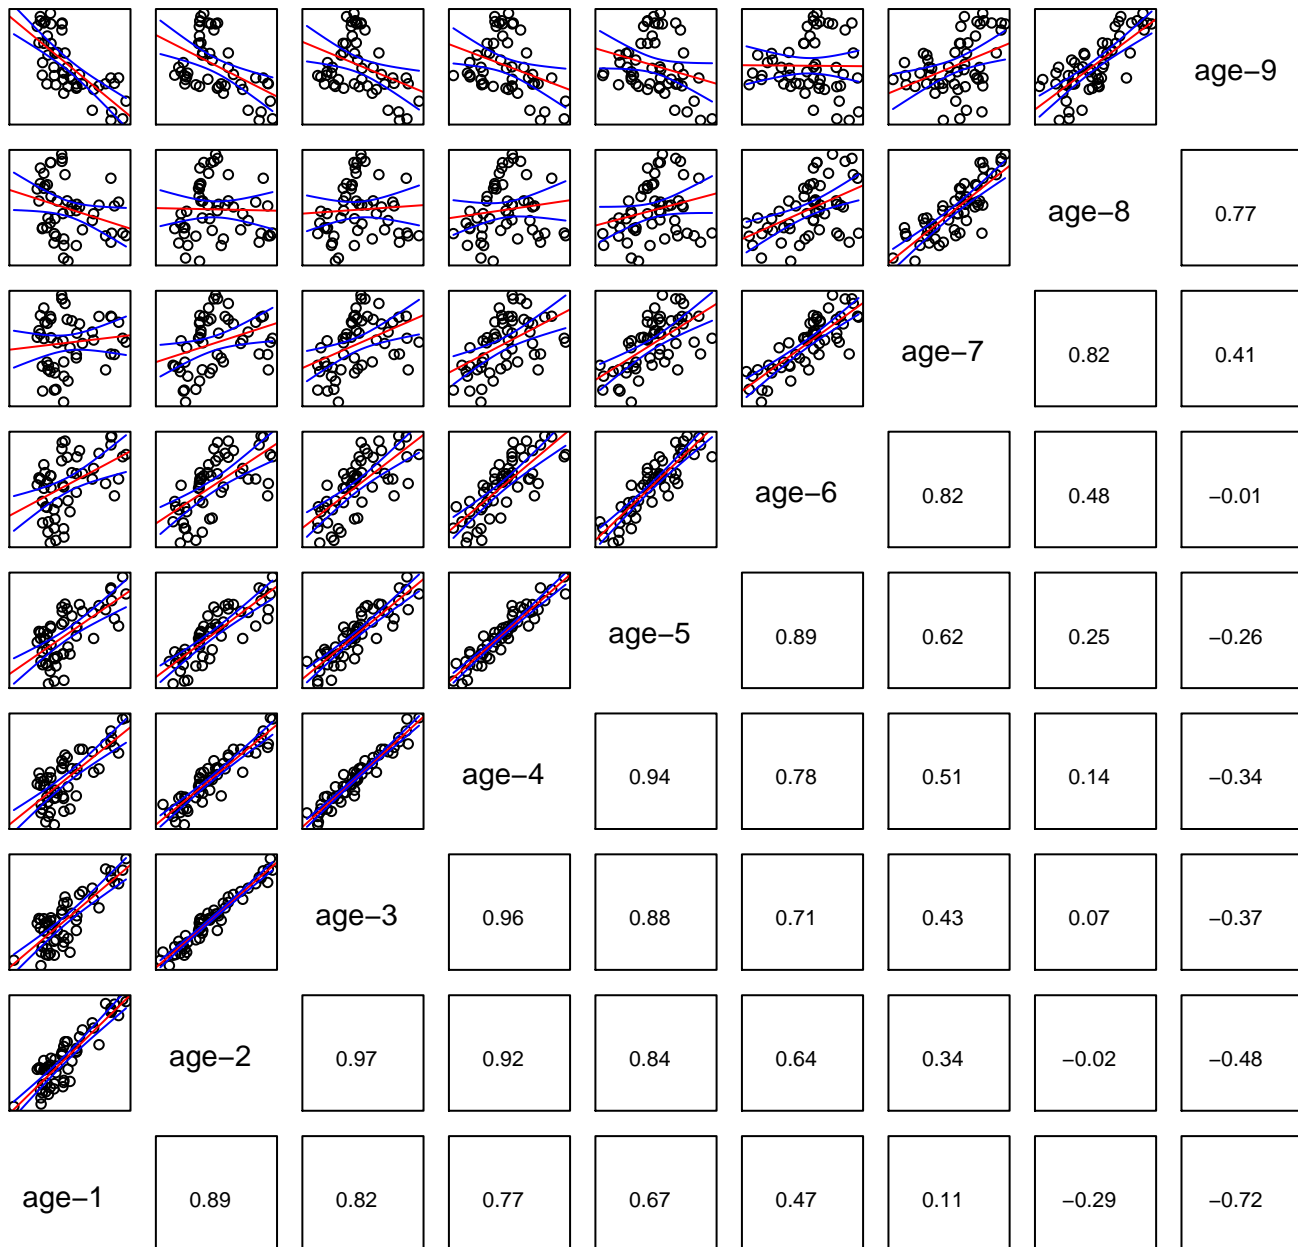 age−9
age−8 0.77
age−7 0.82 0.41
age−6 0.82 0.48 −0.01
age−5 0.89 0.62 0.25 −0.26
age−4 0.94 0.78 0.51 0.14 −0.34
age−3 0.96 0.88 0.71 0.43 0.07 −0.37
age−2 0.97 0.92 0.84 0.64 0.34 −0.02 −0.48
age−1 0.89 0.82 0.77 0.67 0.47 0.11 −0.29 −0.72